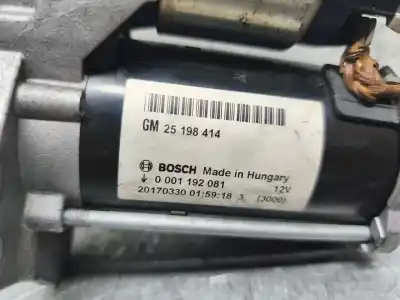 GM 25 198 414
BOSCH Made in Hungary
0 001 192 081 12V
20170330 01:59:18 3 (3000)